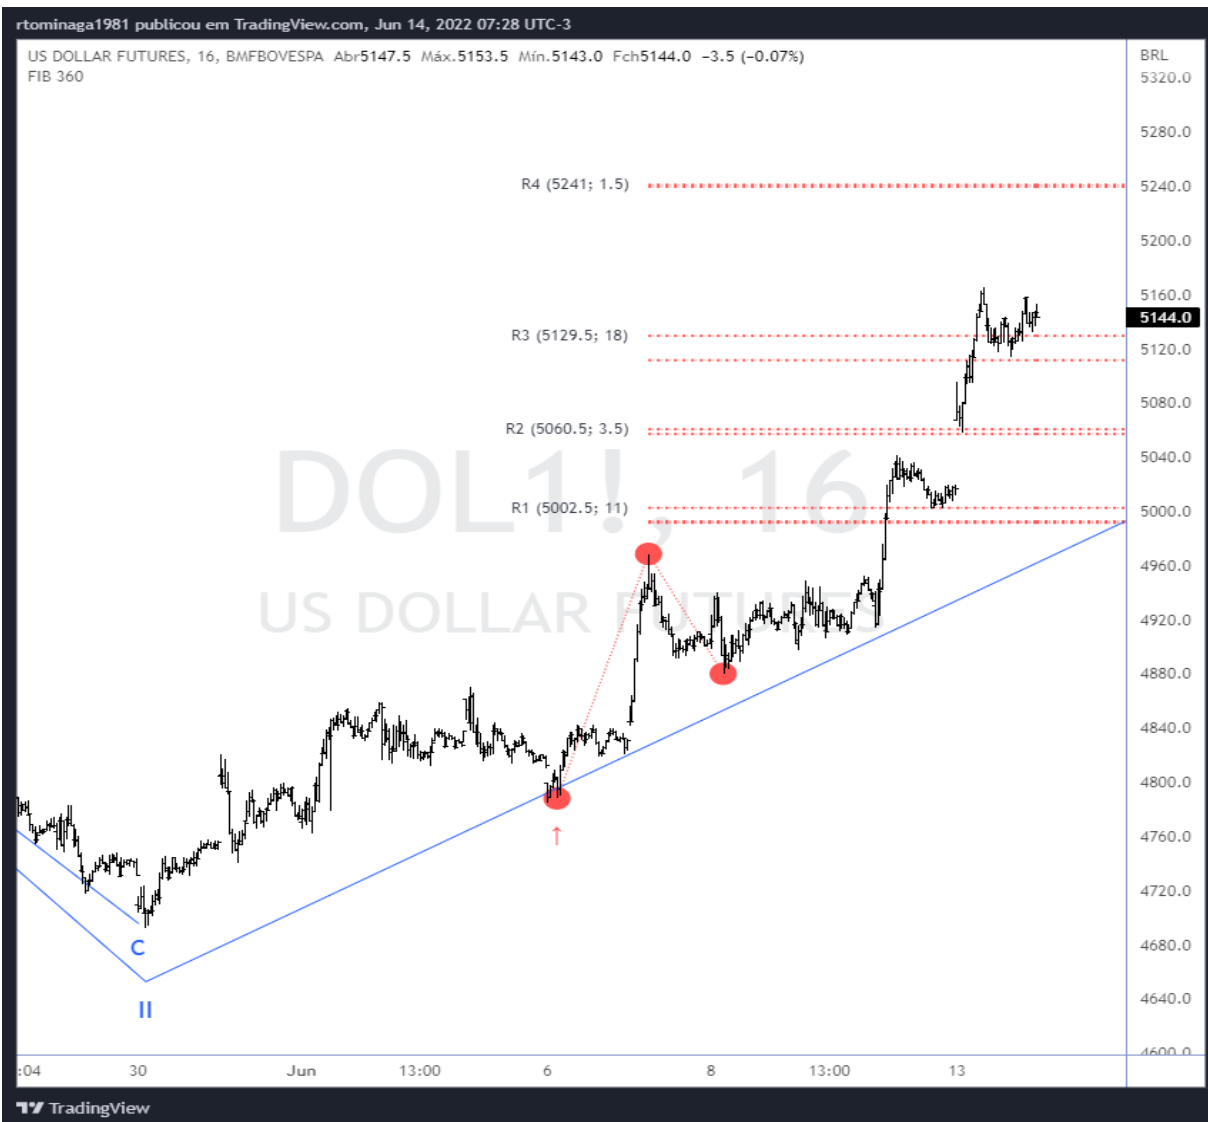 rtominaga1981 publicou em TradingView.com, Jun 14, 2022 07:28 UTC-3
US DOLLAR FUTURES, 16, BMFBOVESPA Abr5147.5 Máx.5153.5 Mín.5143.0 Fch5144.0 −3.5 (−0.07%)
FIB 360
BRL
5320.0
5280.0
R4 (5241; 1.5)
5240.0
5200.0
5160.0
5144.0
R3 (5129.5; 18)
5120.0
5080.0
R2 (5060.5; 3.5)
5040.0
DOL1!, 16
R1 (5002.5; 11)
5000.0
4960.0
US DOLLAR FUTURES
4920.0
4880.0
4840.0
4800.0
↑
4760.0
4720.0
C
4680.0
II
4640.0
4600.0
:04 30 Jun 13:00 6 8 13:00 13
TradingView